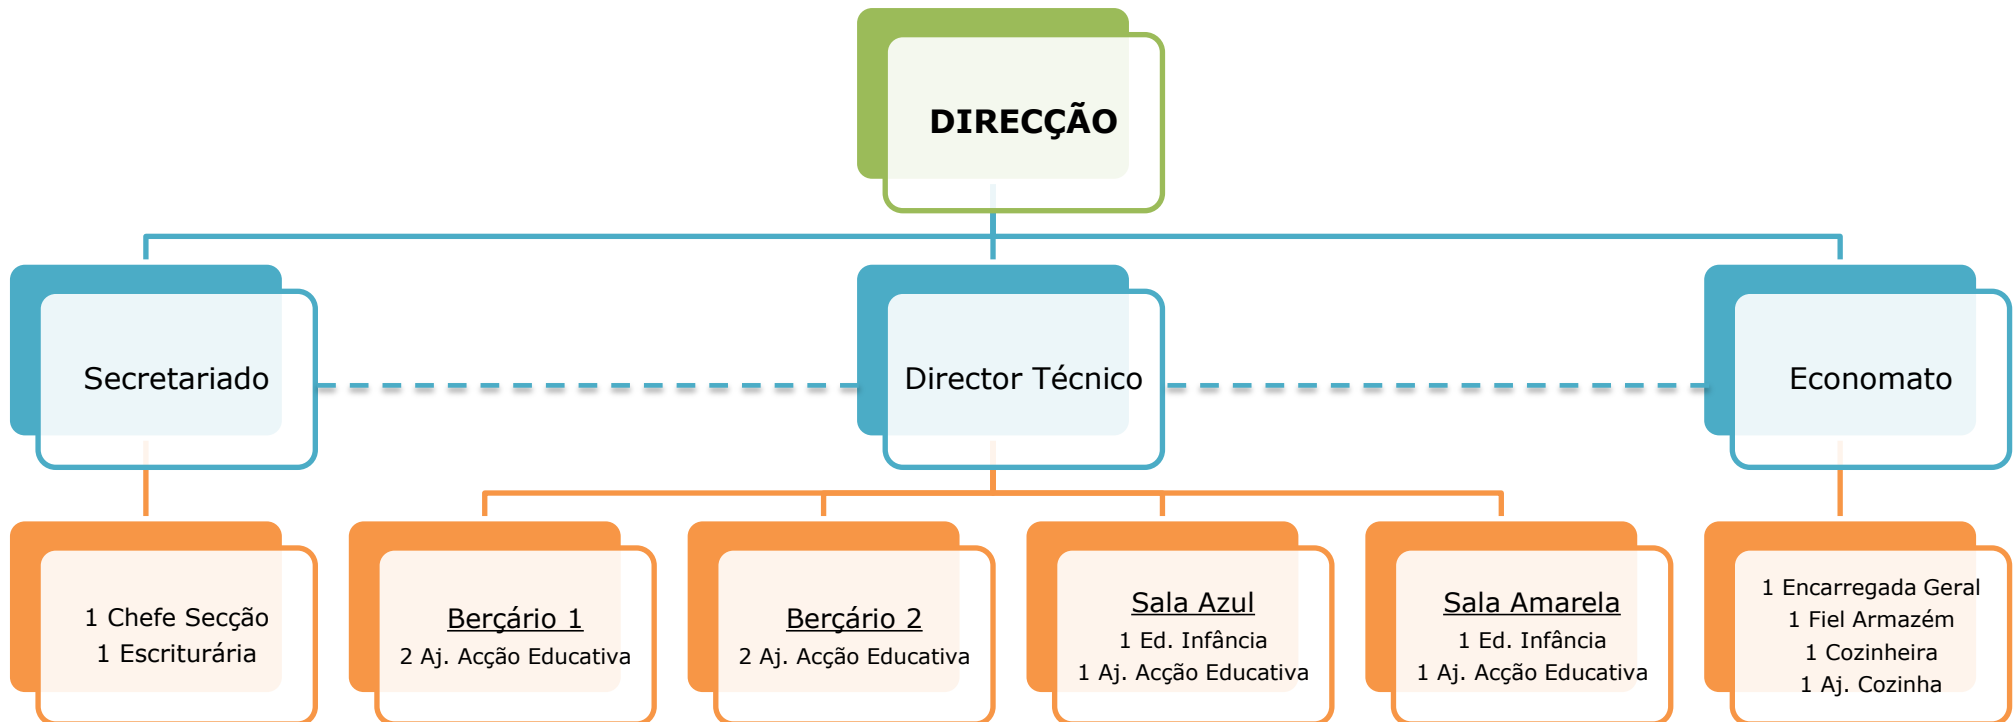 DIRECÇÃO
Secretariado
Director Técnico
Economato
1 Chefe Secção
1 Escriturária
Berçário 1
2 Aj. Acção Educativa
Berçário 2
2 Aj. Acção Educativa
Sala Azul
1 Ed. Infância
1 Aj. Acção Educativa
Sala Amarela
1 Ed. Infância
1 Aj. Acção Educativa
1 Encarregada Geral
1 Fiel Armazém
1 Cozinheira
1 Aj. Cozinha